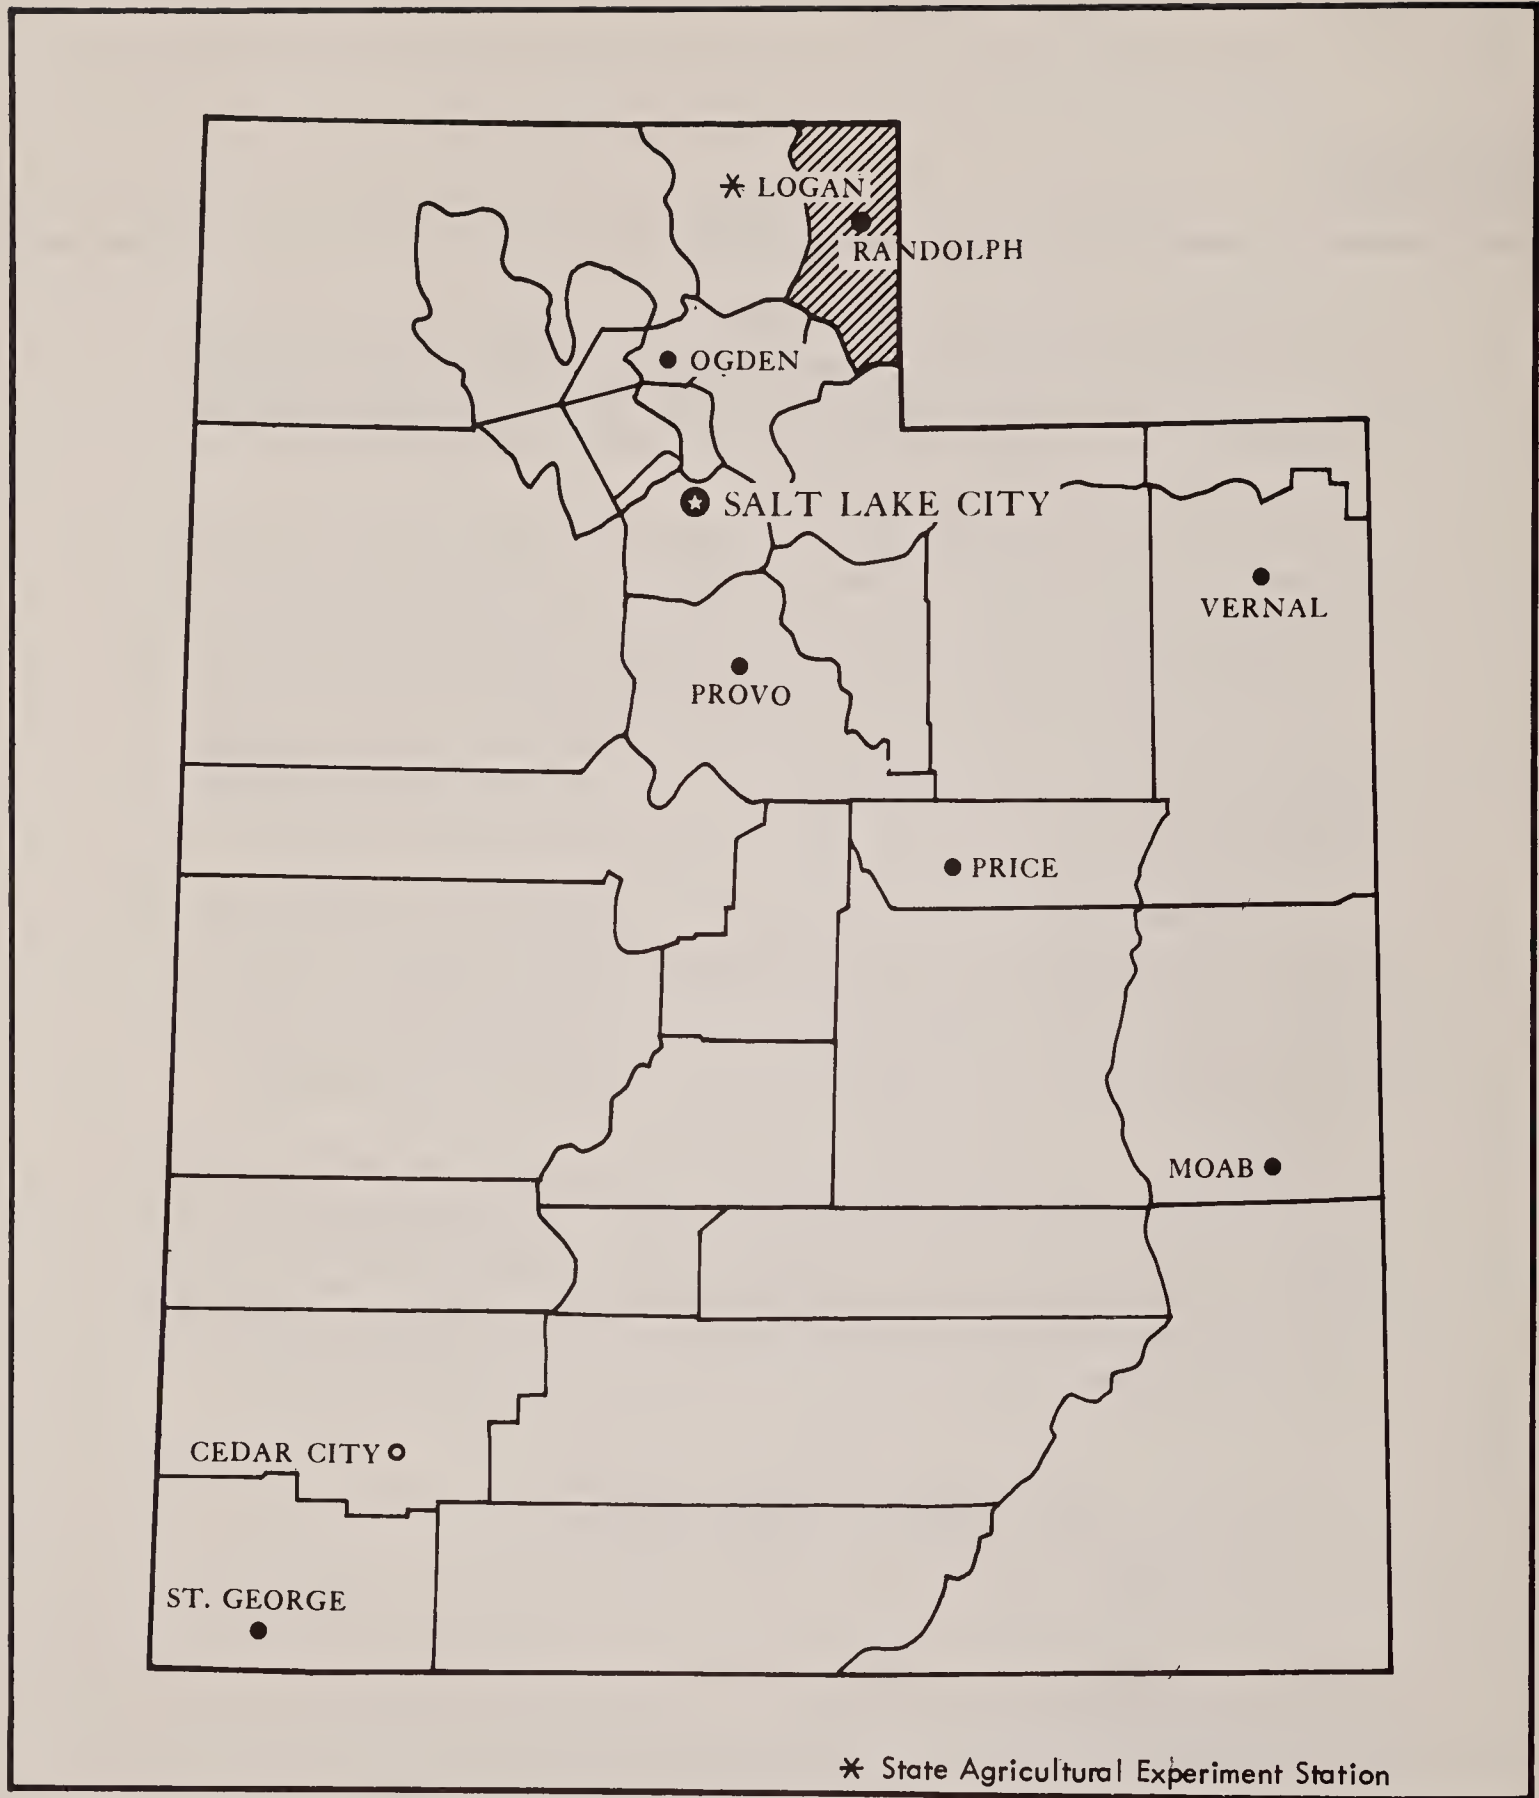 * LOGAN
RANDOLPH
OGDEN
SALT LAKE CITY
VERNAL
PROVO
PRICE
MOAB
CEDAR CITY
ST. GEORGE
* State Agricultural Experiment Station